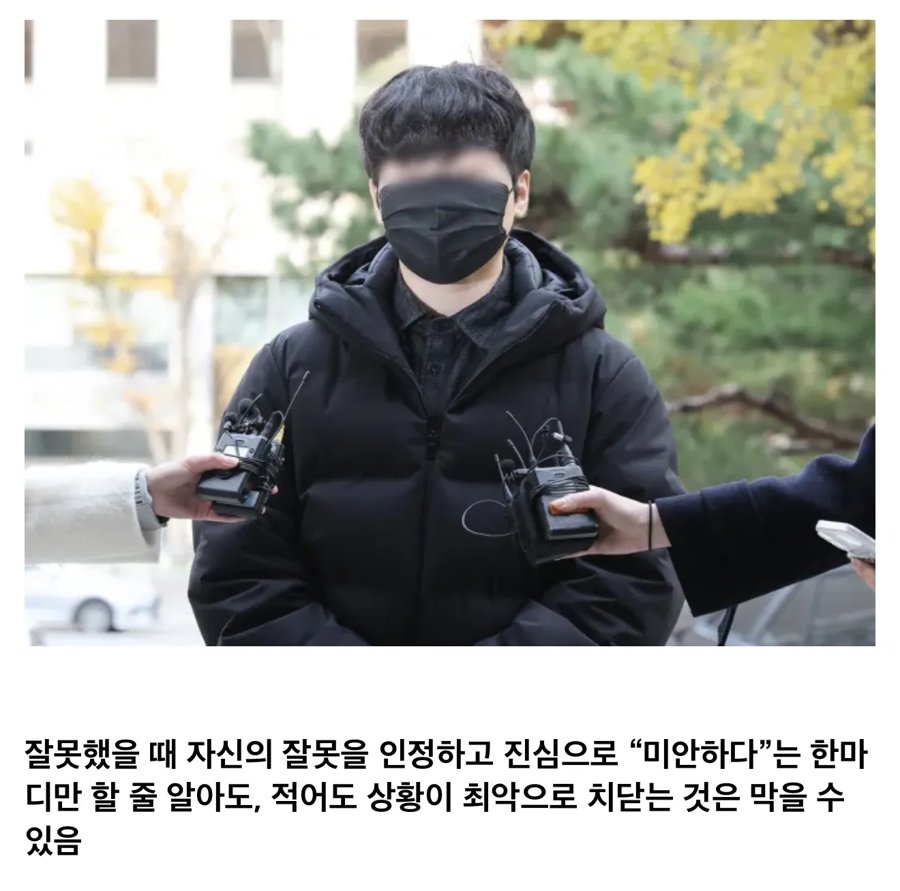 잘못했을 때 자신의 잘못을 인정하고 진심으로 “미안하다”는 한마
디만 할 줄 알아도, 적어도 상황이 최악으로 치닫는 것은 막을 수
있음